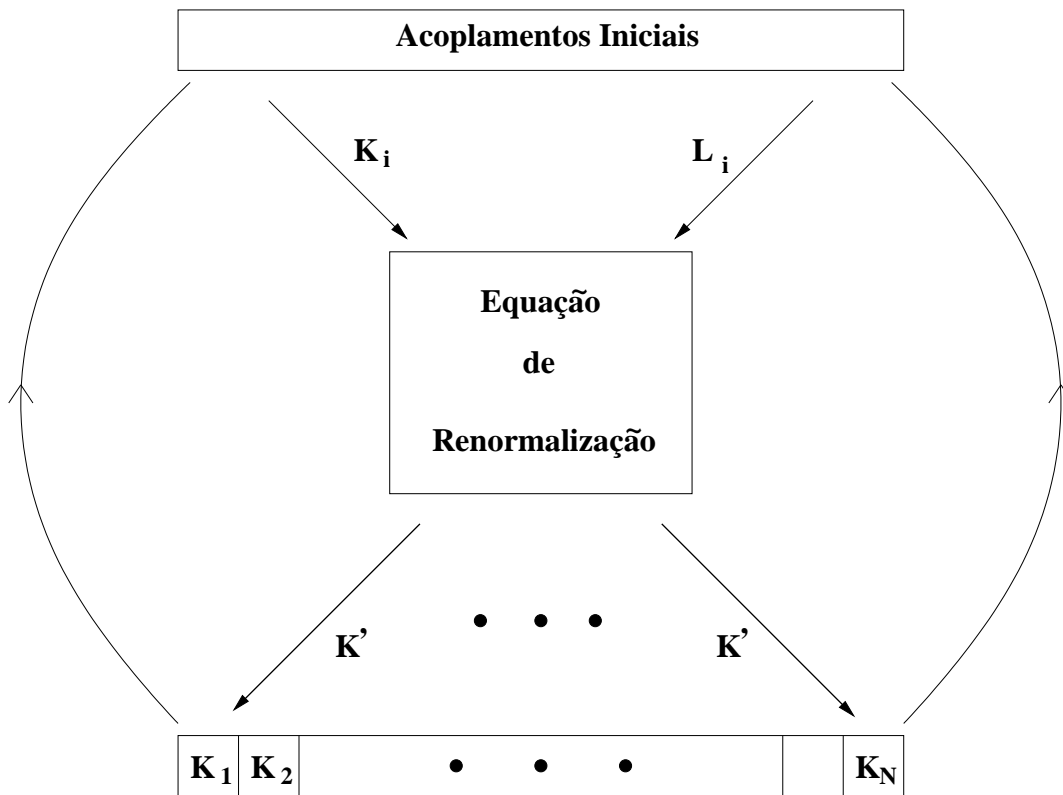 Acoplamentos Iniciais
K i L i
Equação
de
Renormalização
K' K'
K 1 K 2 K N